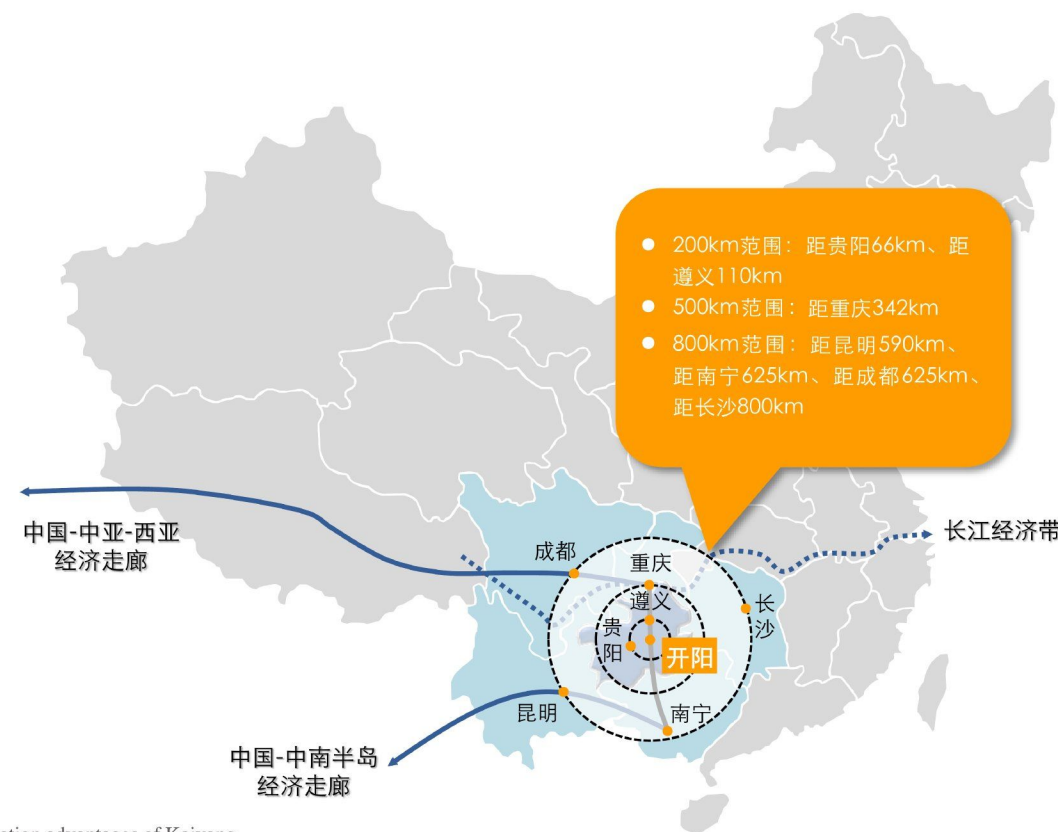 200km范围：距贵阳66km、距
遵义110km
500km范围：距重庆342km
800km范围：距昆明590km、
距南宁625km、距成都625km、
距长沙800km
中国-中亚-西亚
经济走廊
长江经济带
成都
重庆
遵义
长
沙
贵
阳
开阳
昆明
南宁
中国-中南半岛
经济走廊
advantages of Kaiyang